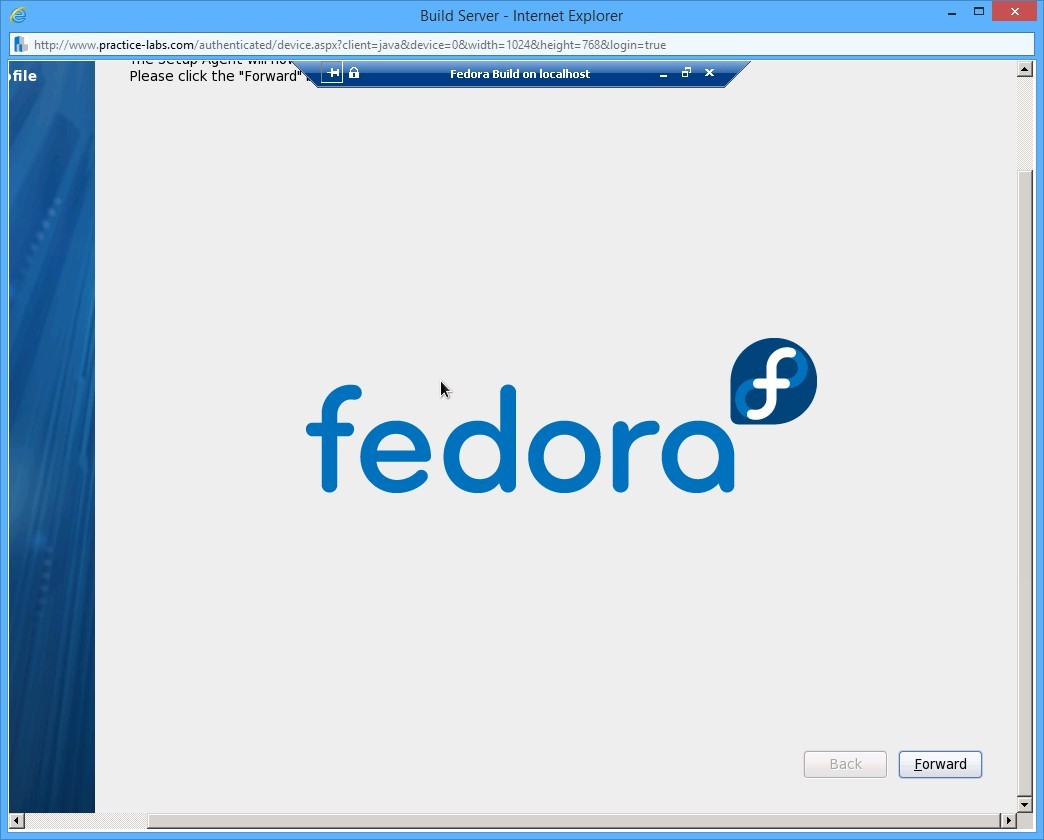 Build Server - Internet Explorer
http://www.practice-labs.com/authenticated/device.aspx?client=java&device=0&width=1024&height=768&login=true
The Setup Agent will now
ofile
Please click the "Forward"
Fedora Build on localhost
fedora
Back
Forward